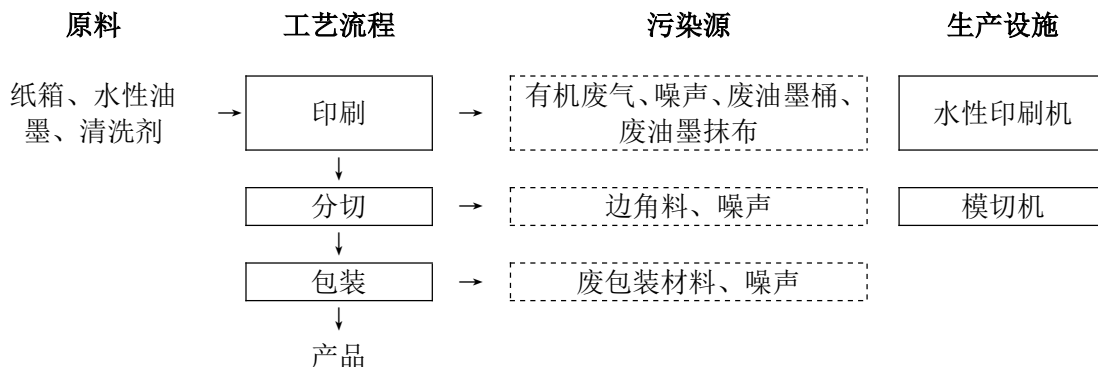 原料 工艺流程 污染源 生产设施
纸箱、水性油
墨、清洗剂
→ 印刷 →
有机废气、噪声、废油墨桶、
废油墨抹布
水性印刷机
↓
分切 → 边角料、噪声 模切机
↓
包装 → 废包装材料、噪声
↓
产品